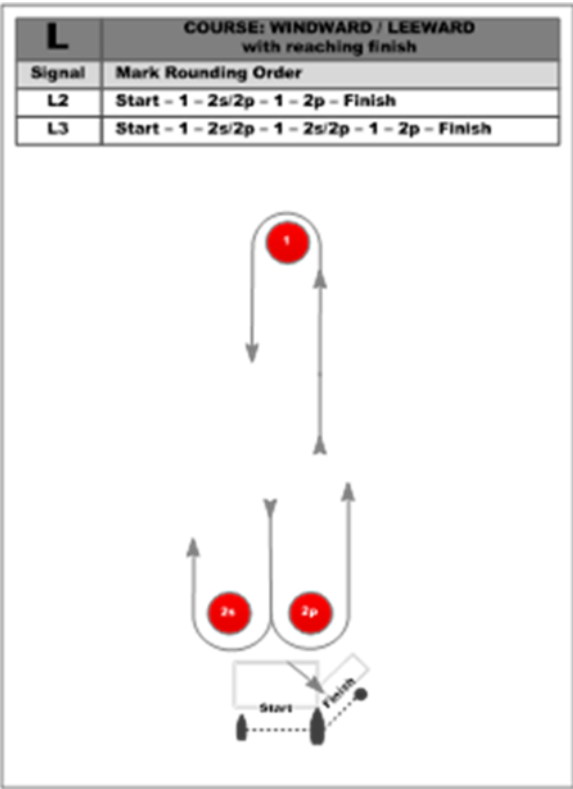 L
COURSE: WINDWARD / LEEWARD
with reaching finish
Signal Mark Rounding Order
L2 Start – 1 – 2s/2p – 1 – 2p – Finish
L3 Start – 1 – 2s/2p – 1 – 2s/2p – 1 – 2p – Finish
1
2s 2p
Finish
Start